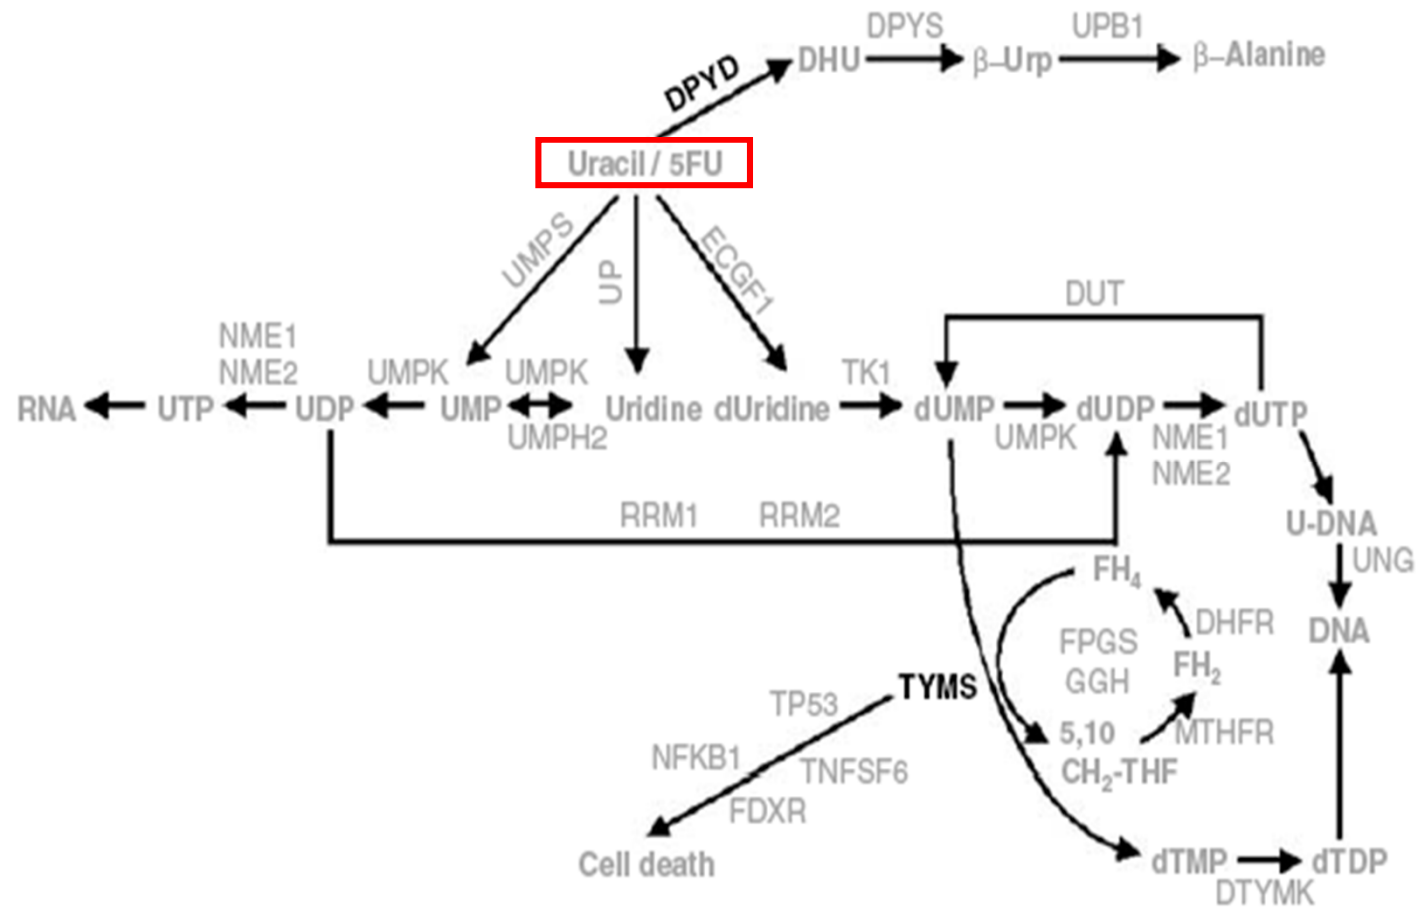 DPYS
UPB1
DPYD
DHU
β–Urp
β–Alanine
Uracil / 5FU
UMPS
UP
ECGF1
DUT
NME1
NME2
UMPK
UMPK
TK1
RNA
UTP
UDP
UMP
Uridine
dUridine
dUMP
dUDP
dUTP
UMPH2
UMPK
NME1
NME2
RRM1
RRM2
U-DNA
UNG
FH4
DHFR
DNA
FPGS
GGH
FH2
TYMS
TP53
5,10
CH2-THF
MTHFR
NFKB1
TNFSF6
FDXR
Cell death
dTMP
dTDP
DTYMK